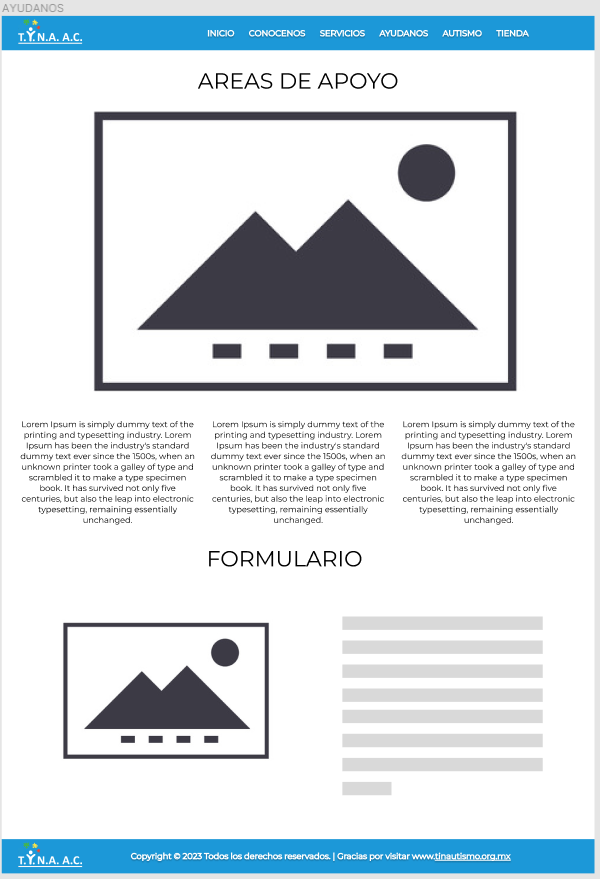 AYUDANOS
T.Y.N.A. A.C.
INICIO CONOCENOS SERVICIOS AYUDANOS AUTISMO TIENDA
AREAS DE APOYO
Lorem Ipsum is simply dummy text of the
printing and typesetting industry. Lorem
Ipsum has been the industry's standard
dummy text ever since the 1500s, when an
unknown printer took a galley of type and
scrambled it to make a type specimen
book. It has survived not only five
centuries, but also the leap into electronic
typesetting, remaining essentially
unchanged.
Lorem Ipsum is simply dummy text of the
printing and typesetting industry. Lorem
Ipsum has been the industry's standard
dummy text ever since the 1500s, when an
unknown printer took a galley of type and
scrambled it to make a type specimen
book. It has survived not only five
centuries, but also the leap into electronic
typesetting, remaining essentially
unchanged.
Lorem Ipsum is simply dummy text of the
printing and typesetting industry. Lorem
Ipsum has been the industry's standard
dummy text ever since the 1500s, when an
unknown printer took a galley of type and
scrambled it to make a type specimen
book. It has survived not only five
centuries, but also the leap into electronic
typesetting, remaining essentially
unchanged.
FORMULARIO
T.Y.N.A. A.C.
Copyright © 2023 Todos los derechos reservados. | Gracias por visitar www.tinautismo.org.mx